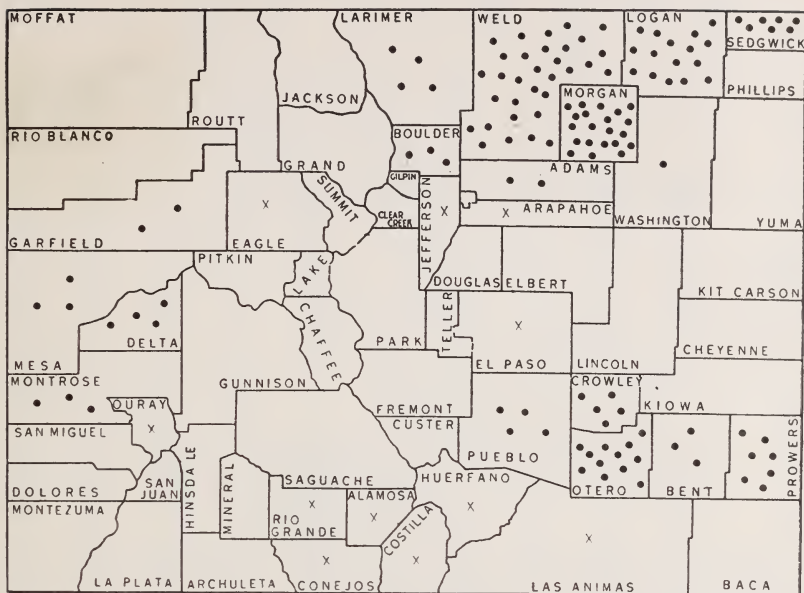 MOFFAT
LARIMER
WELD
LOGAN
SEDGWICK
PHILLIPS
ROUTT
JACKSON
MORGAN
RIO BLANCO
BOULDER
GRAND
GILPIN
ADAMS
SUMMIT
CLEAR
CREEK
JEFFERSON
X
X
X
ARAPAHOE
WASHINGTON
YUMA
GARFIELD
EAGLE
PITKIN
LAKE
DOUGLAS
ELBERT
KIT CARSON
CHAFFEE
PARK
TELLER
X
MESA
DELTA
EL PASO
LINCOLN
CHEYENNE
MONTROSE
GUNNISON
CROWLEY
OURAY
X
FREMONT
KIOWA
SAN MIGUEL
CUSTER
PUEBLO
PROWERS
HINSDALE
MINERAL
SAGUACHE
HUERFANO
OTERO
BENT
DOLORES
SAN
JUAN
ALAMOSA
MONTEZUMA
X
RIO
GRANDE
X
COSTILLA
X
X
X
X
LA PLATA
ARCHULETA
CONEJOS
LAS ANIMAS
BACA